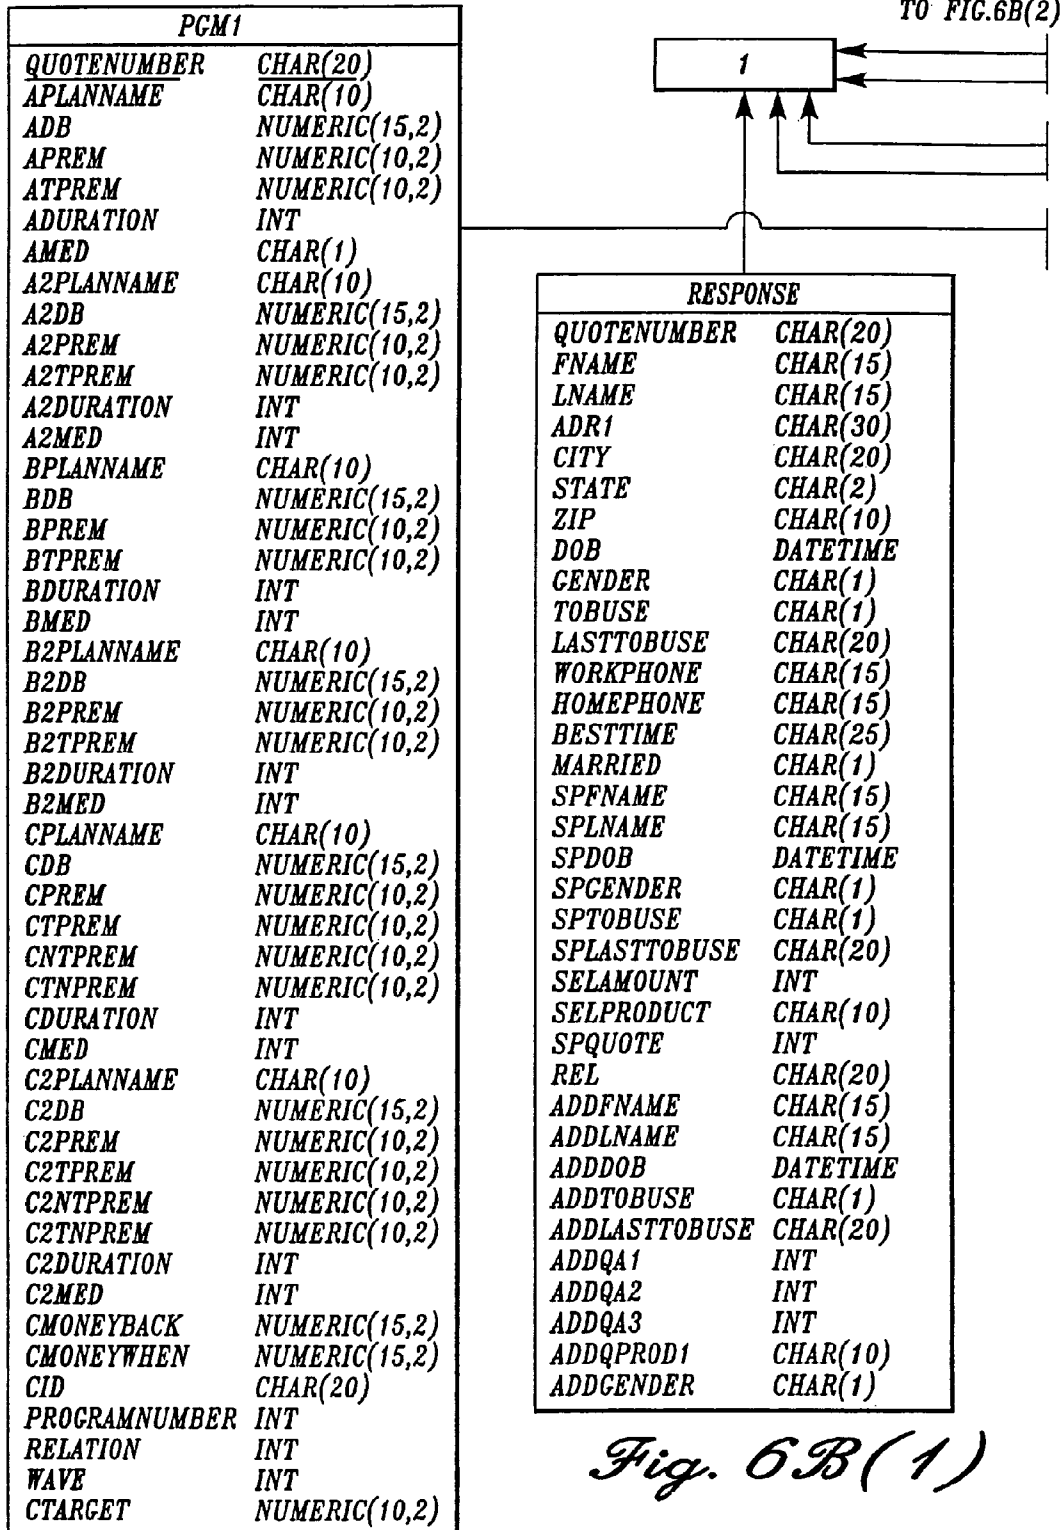 TO FIG.6B(2)
PGM1
QUOTENUMBER CHAR(20)
APLANNAME CHAR(10)
ADB NUMERIC(15,2)
APREM NUMERIC(10,2)
ATPREM NUMERIC(10,2)
ADURATION INT
AMED CHAR(1)
A2PLANNAME CHAR(10)
A2DB NUMERIC(15,2)
A2PREM NUMERIC(10,2)
A2TPREM NUMERIC(10,2)
A2DURATION INT
A2MED INT
BPLANNAME CHAR(10)
BDB NUMERIC(15,2)
BPREM NUMERIC(10,2)
BTPREM NUMERIC(10,2)
BDURATION INT
BMED INT
B2PLANNAME CHAR(10)
B2DB NUMERIC(15,2)
B2PREM NUMERIC(10,2)
B2TPREM NUMERIC(10,2)
B2DURATION INT
B2MED INT
CPLANNAME CHAR(10)
CDB NUMERIC(15,2)
CPREM NUMERIC(10,2)
CTPREM NUMERIC(10,2)
CNTPREM NUMERIC(10,2)
CTNPREM NUMERIC(10,2)
CDURATION INT
CMED INT
C2PLANNAME CHAR(10)
C2DB NUMERIC(15,2)
C2PREM NUMERIC(10,2)
C2TPREM NUMERIC(10,2)
C2NTPREM NUMERIC(10,2)
C2TNPREM NUMERIC(10,2)
C2DURATION INT
C2MED INT
CMONEYBACK NUMERIC(15,2)
CMONEYWHEN NUMERIC(15,2)
CID CHAR(20)
PROGRAMNUMBER INT
RELATION INT
WAVE INT
CTARGET NUMERIC(10,2)
1
RESPONSE
QUOTENUMBER CHAR(20)
FNAME CHAR(15)
LNAME CHAR(15)
ADR1 CHAR(30)
CITY CHAR(20)
STATE CHAR(2)
ZIP CHAR(10)
DOB DATETIME
GENDER CHAR(1)
TOBUSE CHAR(1)
LASTTOBUSE CHAR(20)
WORKPHONE CHAR(15)
HOMEPHONE CHAR(15)
BESTTIME CHAR(25)
MARRIED CHAR(1)
SPFNAME CHAR(15)
SPLNAME CHAR(15)
SPDOB DATETIME
SPGENDER CHAR(1)
SPTOBUSE CHAR(1)
SPLASTTOBUSE CHAR(20)
SELAMOUNT INT
SELPRODUCT CHAR(10)
SPQUOTE INT
REL CHAR(20)
ADDFNAME CHAR(15)
ADDLNAME CHAR(15)
ADDDOB DATETIME
ADDTOBUSE CHAR(1)
ADDLASTTOBUSE CHAR(20)
ADDQA1 INT
ADDQA2 INT
ADDQA3 INT
ADDQPROD1 CHAR(10)
ADDGENDER CHAR(1)
Fig. 6B(1)